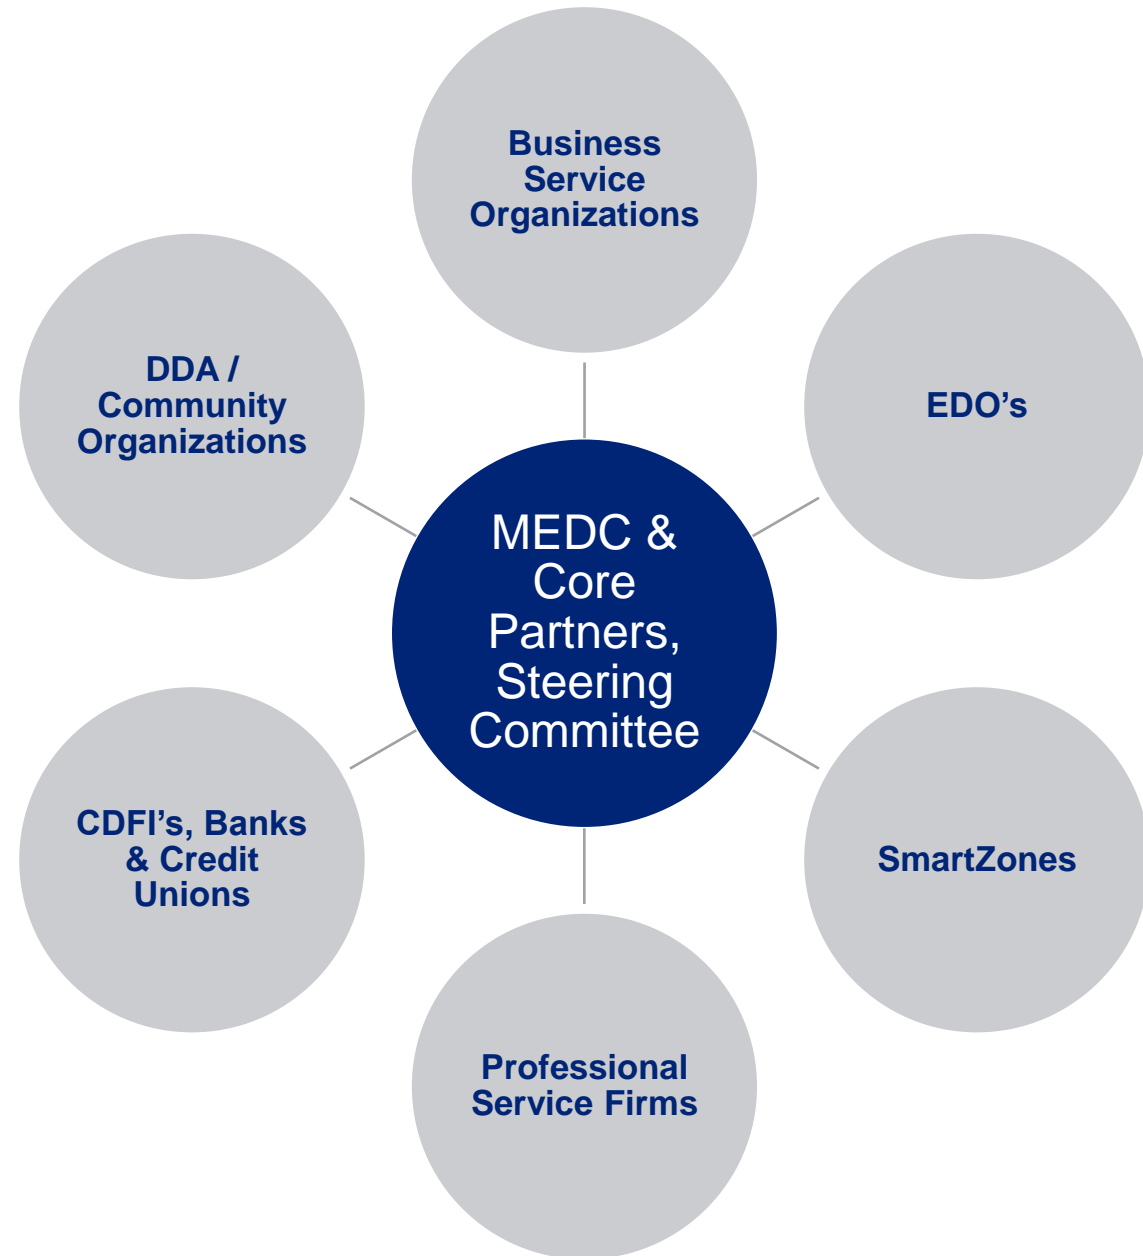 Business
Service
Organizations
DDA /
Community
Organizations
EDO’s
MEDC &
Core
Partners,
Steering
Committee
CDFI’s, Banks
& Credit
Unions
SmartZones
Professional
Service Firms